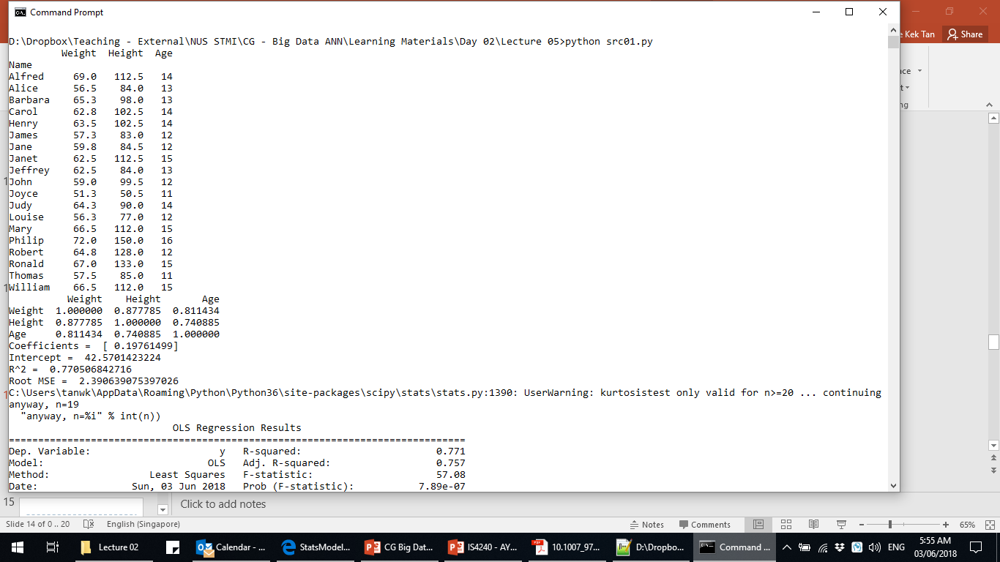 Command Prompt
D:\Dropbox\Teaching - External\NUS STMI\CG - Big Data ANN\Learning Materials\Day 02\Lecture 05>python src01.py
Weight Height Age
Name
Alfred 69.0 112.5 14
Alice 56.5 84.0 13
Barbara 65.3 98.0 13
Carol 62.8 102.5 14
Henry 63.5 102.5 14
James 57.3 83.0 12
Jane 59.8 84.5 12
Janet 62.5 112.5 15
Jeffrey 62.5 84.0 13
John 59.0 99.5 12
Joyce 51.3 50.5 11
Judy 64.3 90.0 14
Louise 56.3 77.0 12
Mary 66.5 112.0 15
Philip 72.0 150.0 16
Robert 64.8 128.0 12
Ronald 67.0 133.0 15
Thomas 57.5 85.0 11
William 66.5 112.0 15
Weight Height Age
Weight 1.000000 0.877785 0.811434
Height 0.877785 1.000000 0.740885
Age 0.811434 0.740885 1.000000
Coefficients = [ 0.19761499]
Intercept = 42.5701423224
R^2 = 0.770506842716
Root MSE = 2.390639075397026
C:\Users\tanwk\AppData\Roaming\Python\Python36\site-packages\scipy\stats\stats.py:1390: UserWarning: kurtosistest only valid for n>=20 ... continuing
anyway, n=19
"anyway, n=%i" % int(n))
OLS Regression Results
==============================================================================
Dep. Variable: y R-squared: 0.771
Model: OLS Adj. R-squared: 0.757
Method: Least Squares F-statistic: 57.08
Date: Sun, 03 Jun 2018 Prob (F-statistic): 7.89e-07
Kek Tan
Share
15
Click to add notes
Slide 14 of 0 .. 20 English (Singapore) Notes Comments 65%
Lecture 02 Calendar - ... StatsModel... CG Big Dat... IS4240 - AY... 10.1007_97... D:\Dropbo... Command ... ENG 5:55 AM
03/06/2018